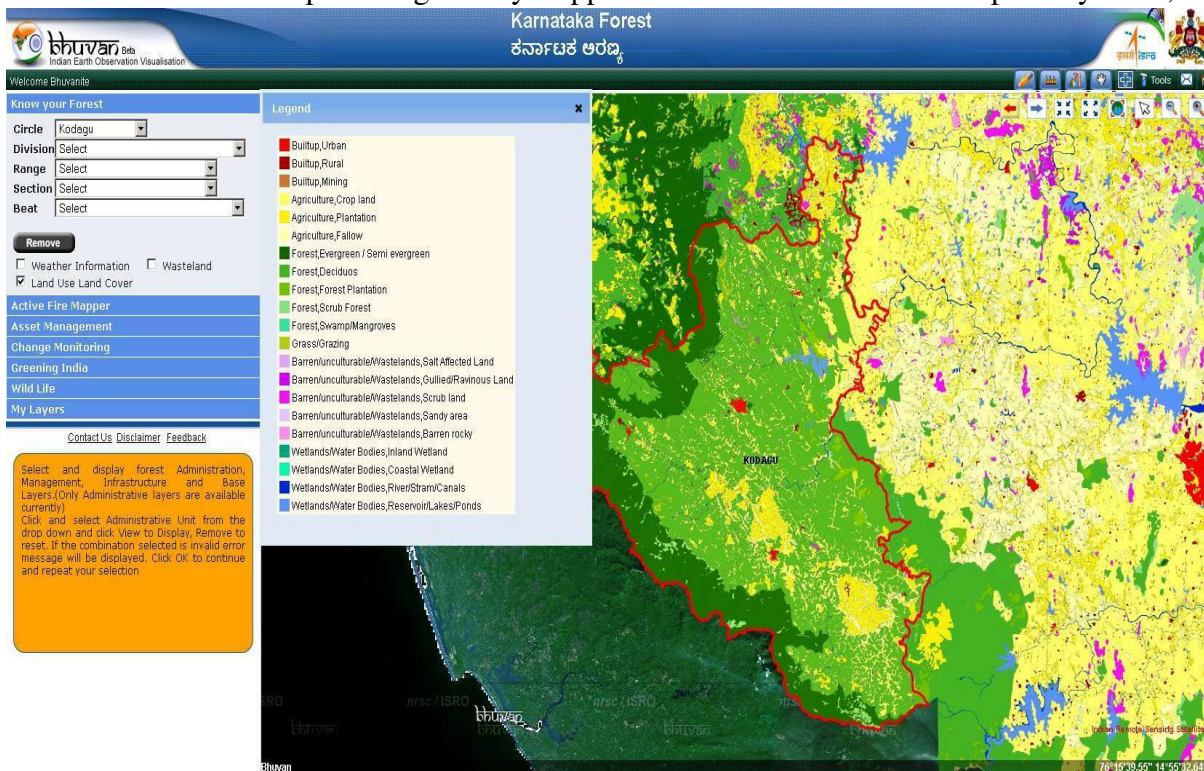 Karnataka Forest
ಕರ್ನಾಟಕ ಅರಣ್ಯ
bhuvan Beta
Indian Earth Observation Visualisation
इसरो isro
Welcome Bhuvanite
Tools
Know your Forest
Circle Kodagu
Division Select
Range Select
Section Select
Beat Select
Remove
Weather Information Wasteland
Land Use Land Cover
Active Fire Mapper
Asset Management
Change Monitoring
Greening India
Wild Life
My Layers
Contact Us Disclaimer Feedback
Select and display forest Administration,
Management, Infrastructure and Base
Layers.(Only Administrative layers are available
currently)
Click and select Administrative Unit from the
drop down and click View to Display, Remove to
reset. If the combination selected is invalid error
message will be displayed. Click OK to continue
and repeat your selection
Legend
Builtup,Urban
Builtup,Rural
Builtup,Mining
Agriculture,Crop land
Agriculture,Plantation
Agriculture,Fallow
Forest,Evergreen / Semi evergreen
Forest,Deciduos
Forest,Forest Plantation
Forest,Scrub Forest
Forest,Swamp/Mangroves
Grass/Grazing
Barren/unculturable/Wastelands,Salt Affected Land
Barren/unculturable/Wastelands,Gullied/Ravinous Land
Barren/unculturable/Wastelands,Scrub land
Barren/unculturable/Wastelands,Sandy area
Barren/unculturable/Wastelands,Barren rocky
Wetlands/Water Bodies,Inland Wetland
Wetlands/Water Bodies,Coastal Wetland
Wetlands/Water Bodies,River/Stram/Canals
Wetlands/Water Bodies,Reservoir/Lakes/Ponds
KODAGU
nrsc / ISRO
bhuvan
Indian Remote Sensing Satellite
Bhuvan
76°15'39.55" 14°55'32.64